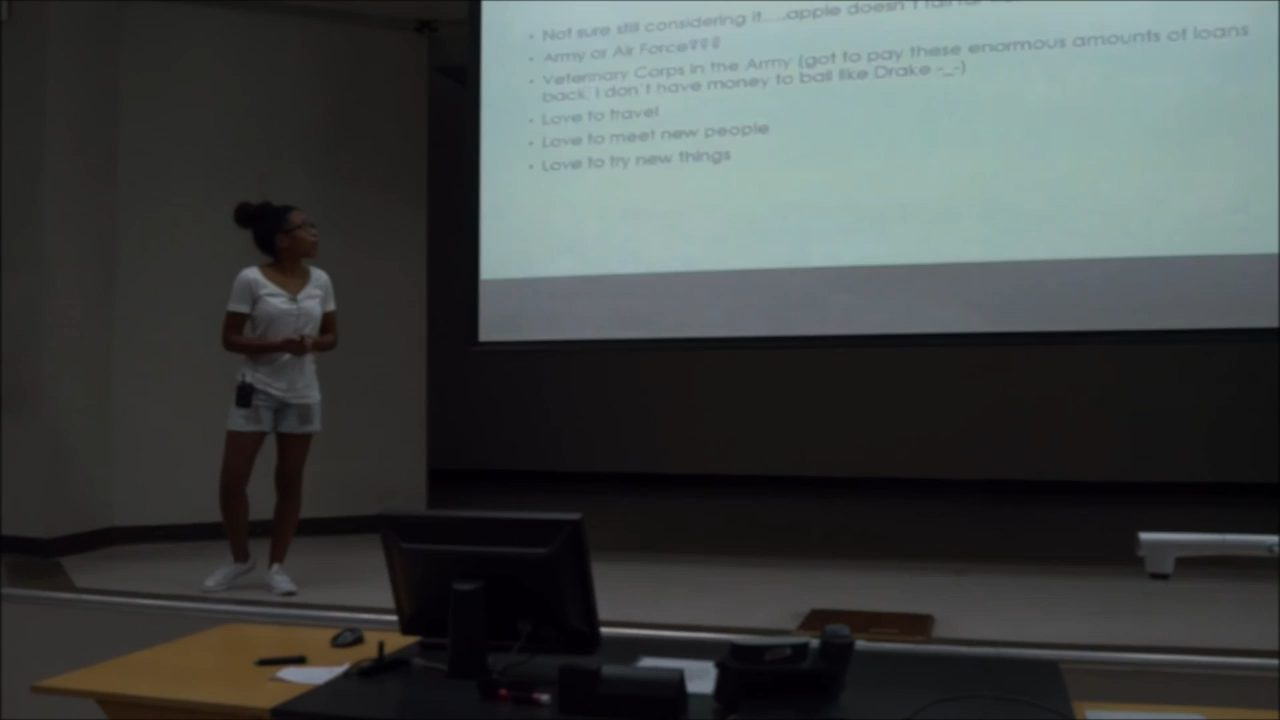 • Not sure still considering it....apple doesn't fall far
• Army or Air Force???
• Veterinary Corps in the Army (got to pay these enormous amounts of loans
back, I don't have money to ball like Drake -_-)
• Love to travel
• Love to meet new people
• Love to try new things